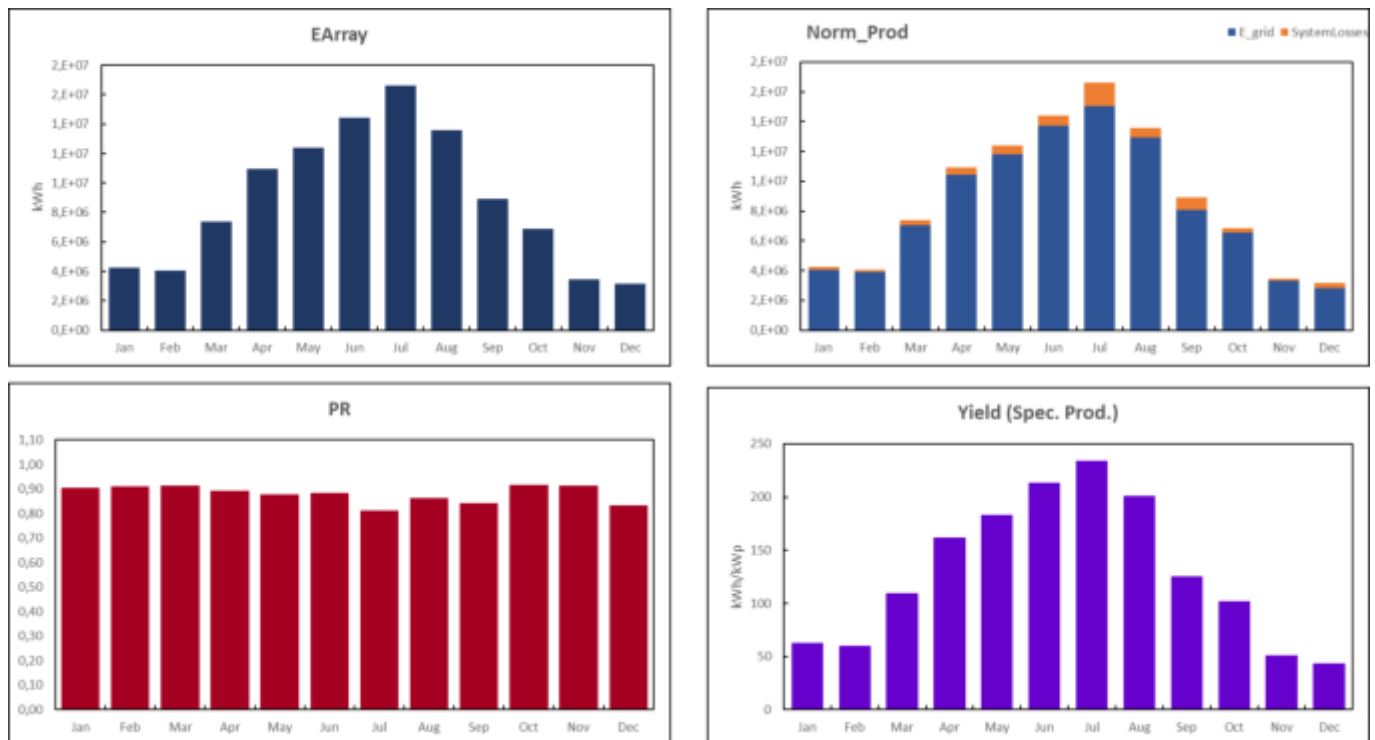 EArray
2,E+07
2,E+07
1,E+07
1,E+07
1,E+07
8,E+06
6,E+06
4,E+06
2,E+06
0,E+00
kWh
Jan Feb Mar Apr May Jun Jul Aug Sep Oct Nov Dec
Norm_Prod
E_grid SystemLosses
2,E+07
2,E+07
1,E+07
1,E+07
1,E+07
8,E+06
6,E+06
4,E+06
2,E+06
0,E+00
kWh
Jan Feb Mar Apr May Jun Jul Aug Sep Oct Nov Dec
PR
1,10
1,00
0,90
0,80
0,70
0,60
0,50
0,40
0,30
0,20
0,10
0,00
Jan Feb Mar Apr May Jun Jul Aug Sep Oct Nov Dec
Yield (Spec. Prod.)
250
200
150
100
50
0
kWh/kWp
Jan Feb Mar Apr May Jun Jul Aug Sep Oct Nov Dec